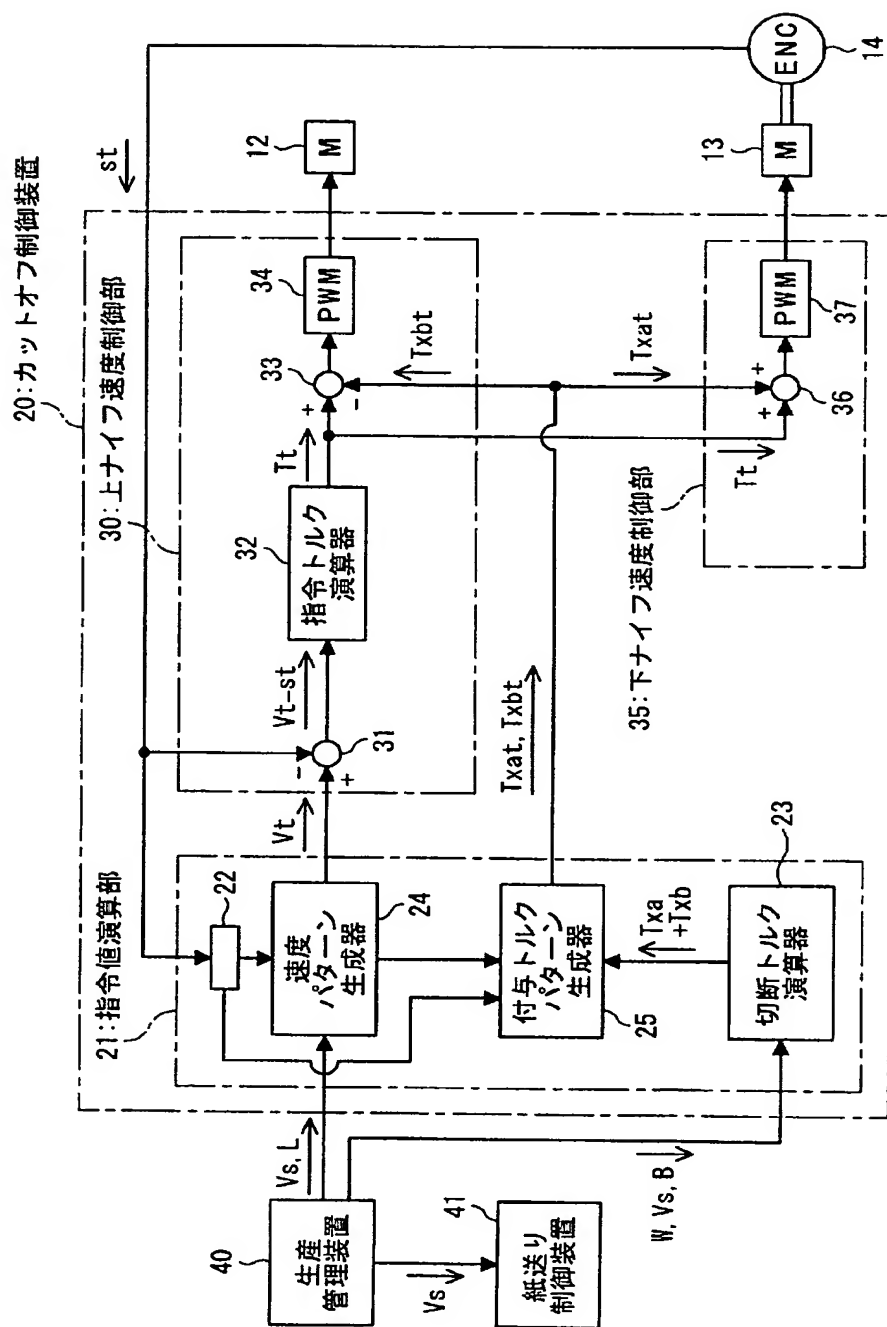 20:カットオフ制御装置
st
30:上ナイフ速度制御部
12
M
34
PWM
33
+
-
Txbt
Tt
32
指令トルク
演算器
Vt-st
31
-
+
Vt
21:指令値演算部
22
24
速度
パターン
生成器
Txat, Txbt
付与トルク
パターン
生成器
25
Txa
+Txb
23
切断トルク
演算器
Txat
Tt
+
+
36
PWM
37
35:下ナイフ速度制御部
13
M
ENC
14
40
生産
管理装置
Vs, L
Vs
41
紙送り
制御装置
W, Vs, B